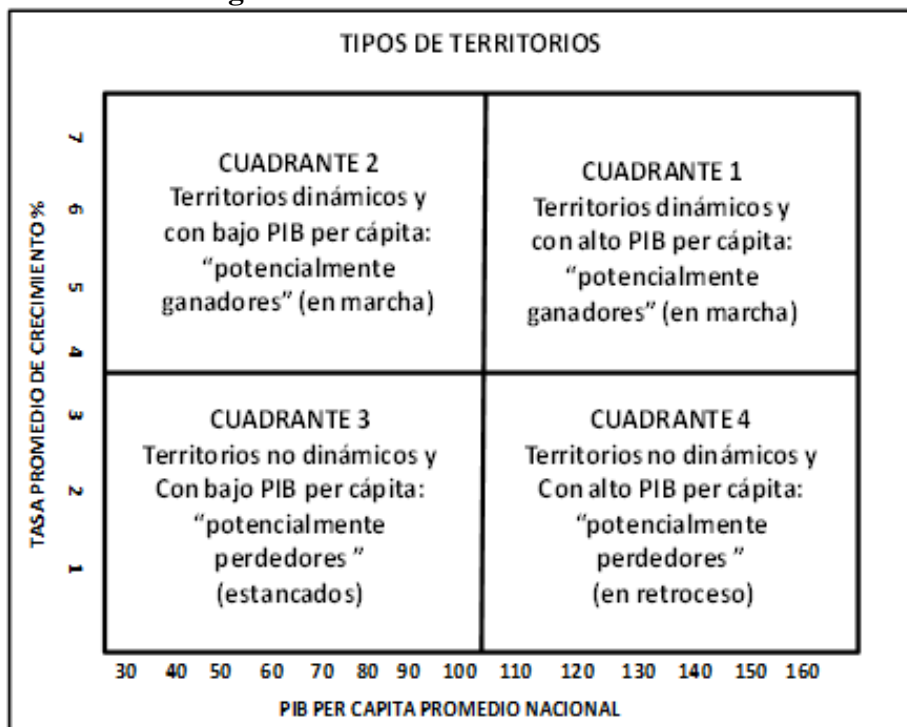 TIPOS DE TERRITORIOS
CUADRANTE 2
Territorios dinámicos y
con bajo PIB per cápita:
“potencialmente
ganadores” (en marcha)
CUADRANTE 1
Territorios dinámicos y
con alto PIB per cápita:
“potencialmente
ganadores” (en marcha)
CUADRANTE 3
Territorios no dinámicos y
Con bajo PIB per cápita:
“potencialmente
perdedores ”
(estancados)
CUADRANTE 4
Territorios no dinámicos y
Con alto PIB per cápita:
“potencialmente
perdedores ”
(en retroceso)
TASA PROMEDIO DE CRECIMIENTO %
7
6
5
4
3
2
1
30 40 50 60 70 80 90 100 110 120 130 140 150 160
PIB PER CAPITA PROMEDIO NACIONAL